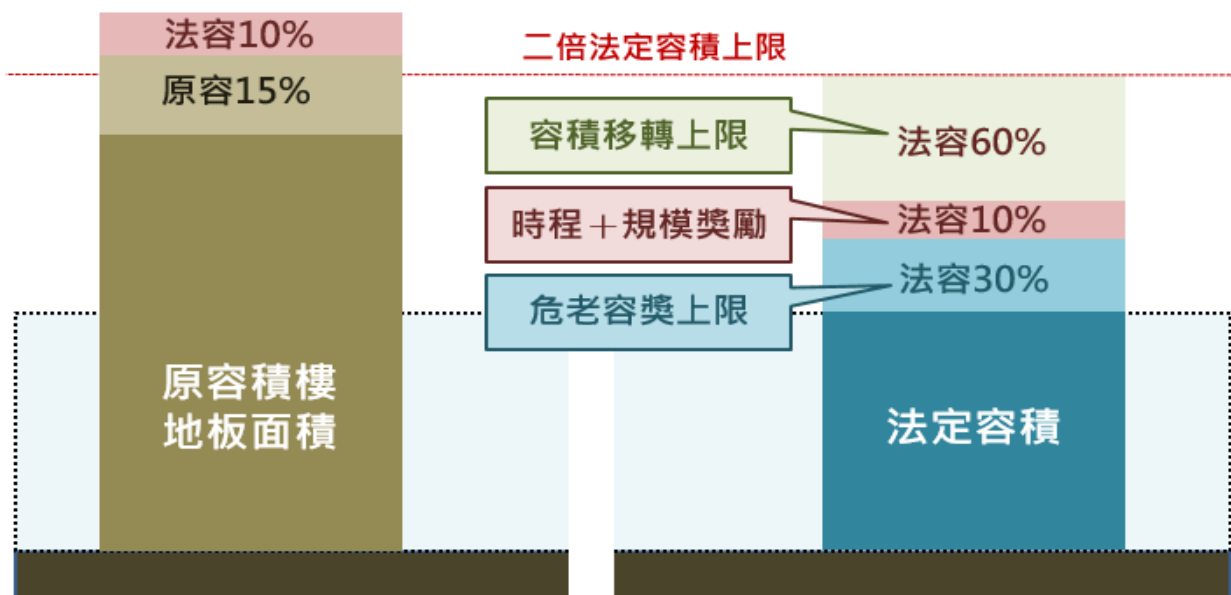 法容10%
原容15%
原容積樓
地板面積
二倍法定容積上限
容積移轉上限
時程＋規模獎勵
危老容獎上限
法容60%
法容10%
法容30%
法定容積